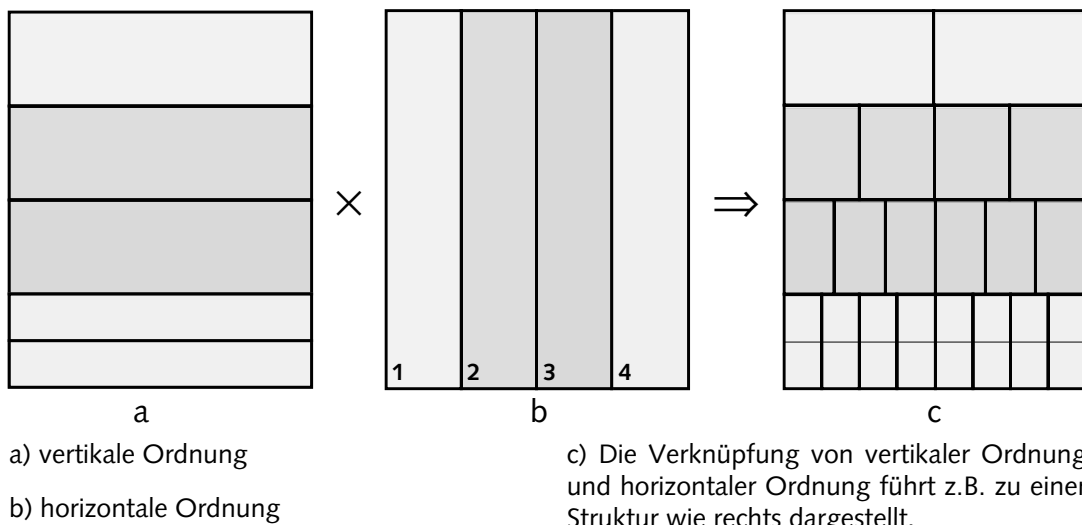 × ⇒
1 2 3 4
a b c
a) vertikale Ordnung
b) horizontale Ordnung
c) Die Verknüpfung von vertikaler Ordnung
und horizontaler Ordnung führt z.B. zu einer
Struktur wie rechts dargestellt.